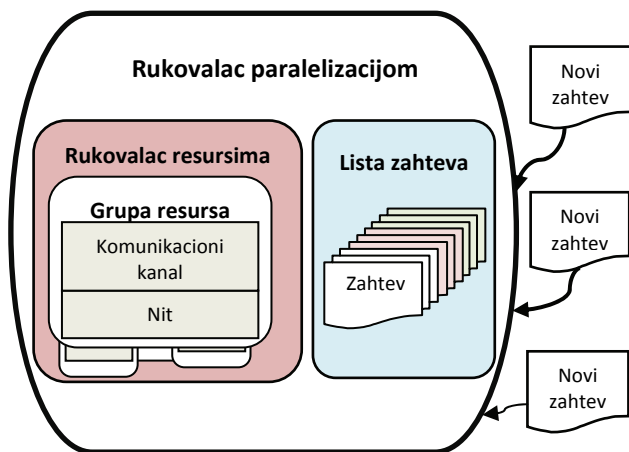 Rukovalac paralelizacijom
Rukovalac resursima
Grupa resursa
Komunikacioni
kanal
Nit
Lista zahteva
Zahtev
Novi
zahtev
Novi
zahtev
Novi
zahtev